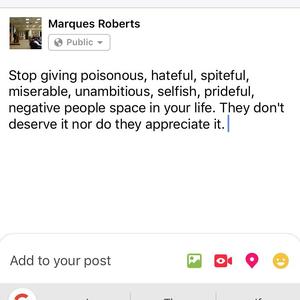 Marques Roberts
Public
Stop giving poisonous, hateful, spiteful,
miserable, unambitious, selfish, prideful,
negative people space in your life. They don't
deserve it nor do they appreciate it.
Add to your post